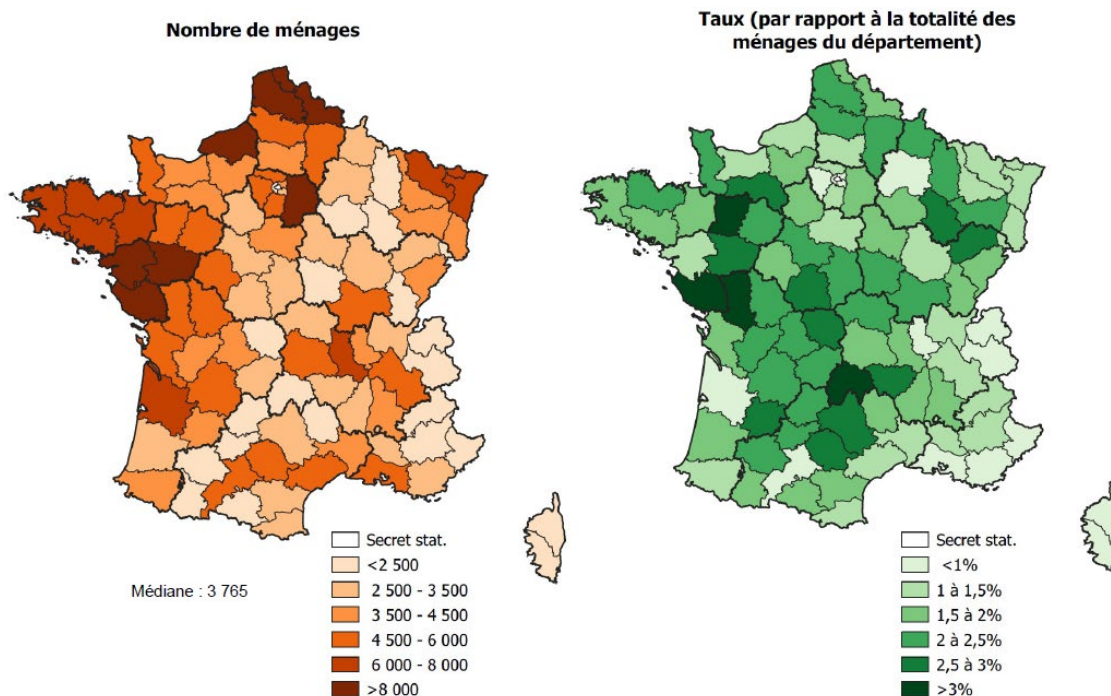 Nombre de ménages
Secret stat.
<2 500
2 500 - 3 500
3 500 - 4 500
4 500 - 6 000
6 000 - 8 000
>8 000
Médiane : 3 765
Taux (par rapport à la totalité des
ménages du département)
Secret stat.
<1%
1 à 1,5%
1,5 à 2%
2 à 2,5%
2,5 à 3%
>3%